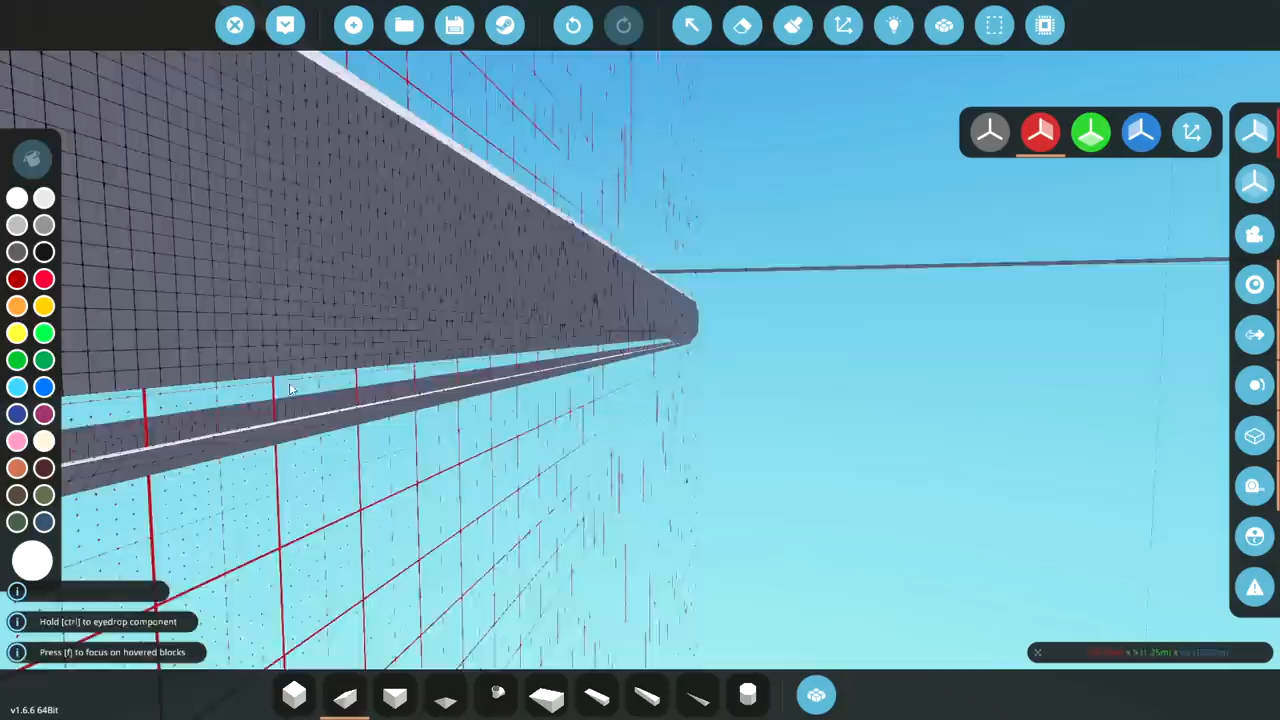 Hold [ctrl] to eyedrop component
Press [f] to focus on hovered blocks
v1.6.6 64Bit